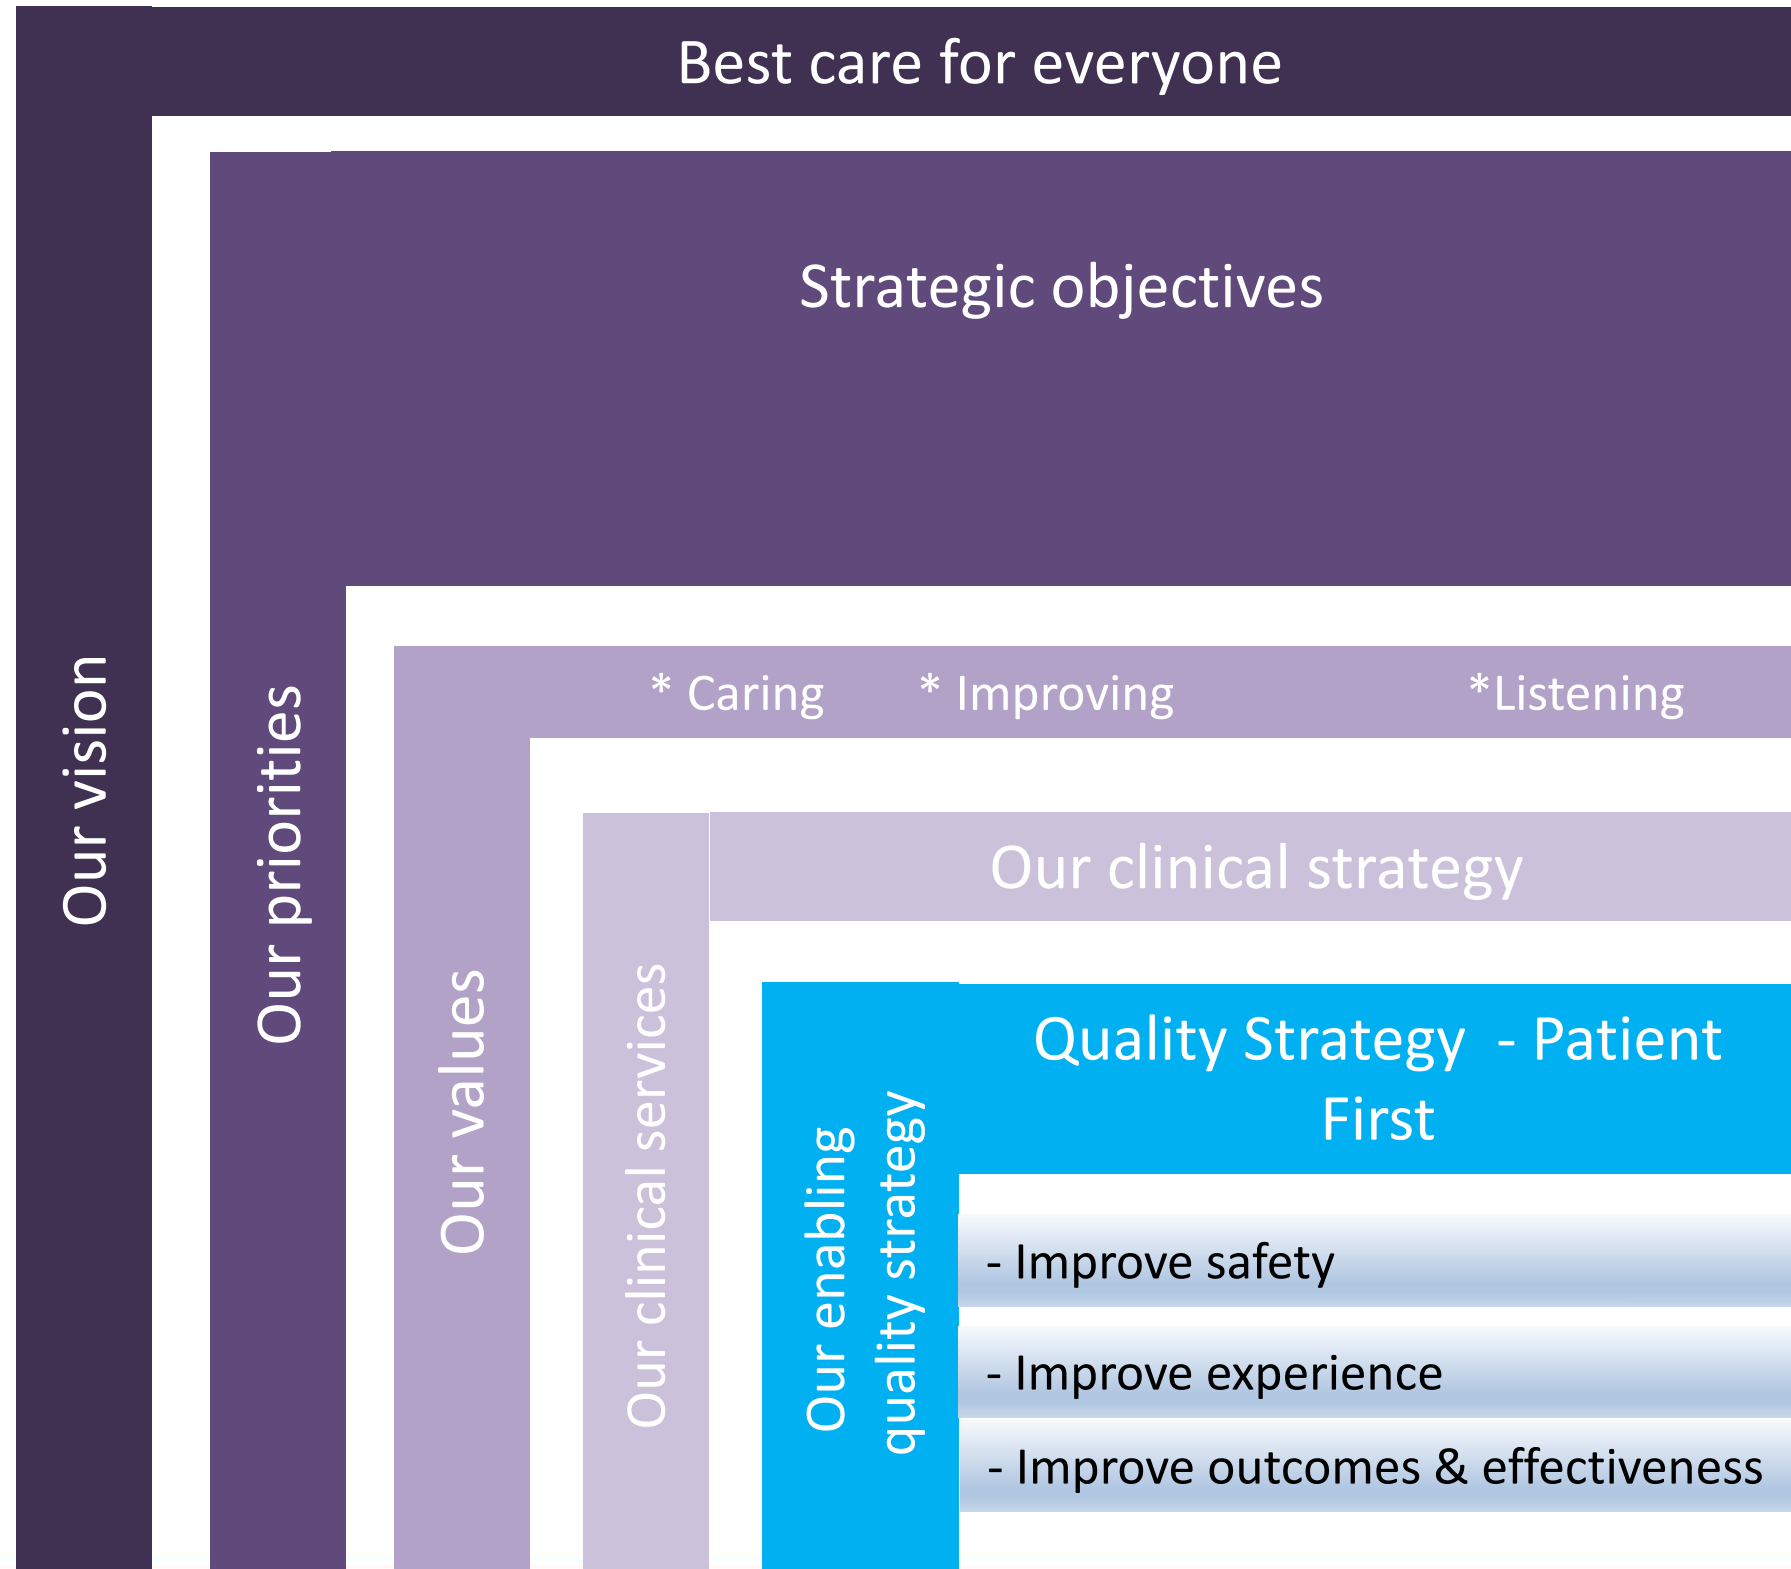 Best care for everyone
Our vision
Strategic objectives
Our priorities
* Caring * Improving *Listening
Our values
Our clinical strategy
Our clinical services
Quality Strategy - Patient
First
Our enabling
quality strategy
- Improve safety
- Improve experience
- Improve outcomes & effectiveness